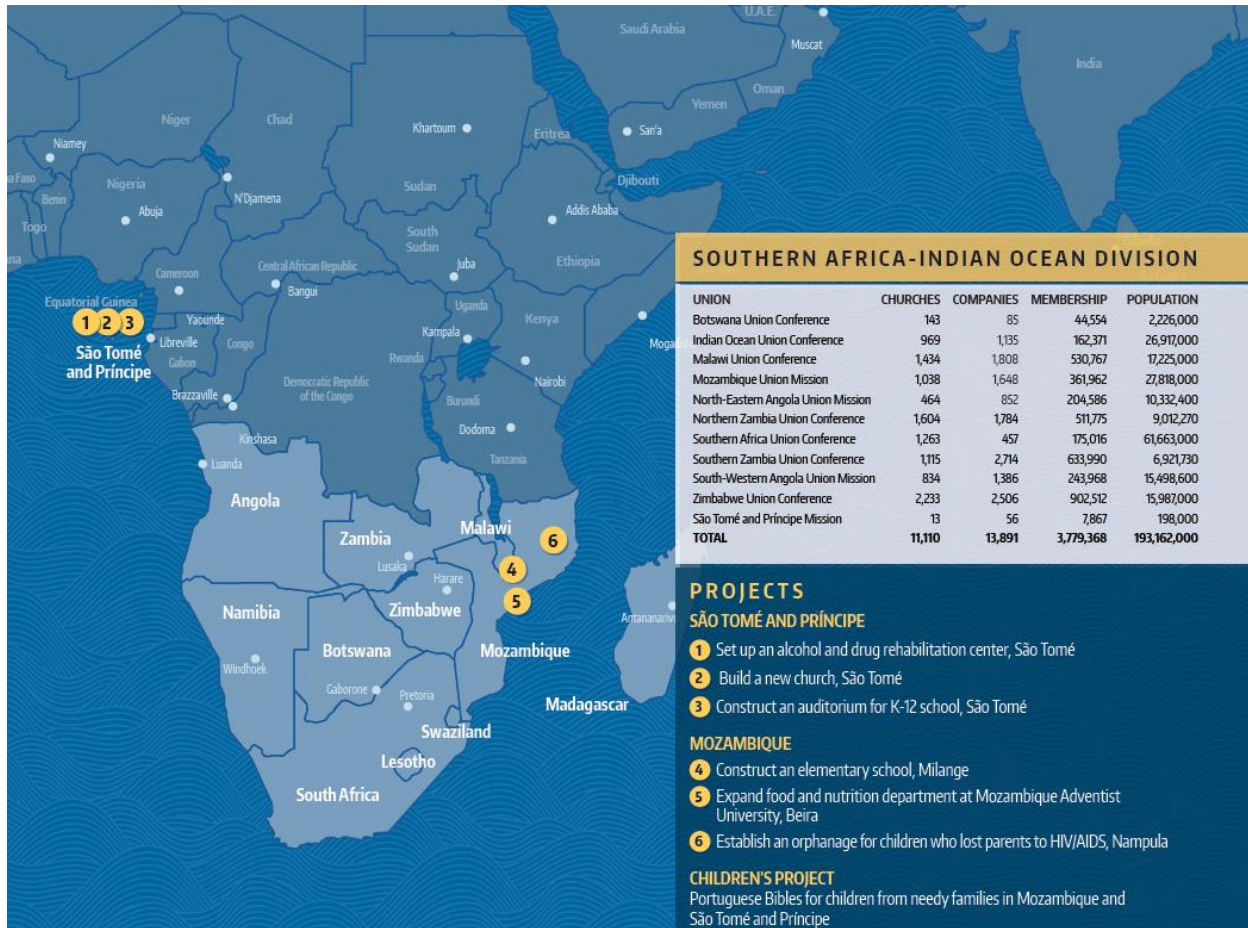 U.A.E.
Saudi Arabia
Muscat
India
Oman
Niger
Chad
Yemen
Khartoum
Eritrea
San'a
Niamey
Nigeria
N'Djamena
Sudan
Djibouti
Benin
Abuja
Addis Ababa
Togo
South
Sudan
Ethiopia
Cameroon
Central African Republic
Juba
Bangui
Equatorial Guinea
Uganda
Kenya
1 2 3
Yaounde
Kampala
Libreville
Congo
São Tomé
and Príncipe
Gabon
Rwanda
Nairobi
Democratic Republic
of the Congo
Brazzaville
Burundi
Dodoma
Kinshasa
Tanzania
Luanda
Angola
Malawi
Zambia
6
Lusaka
4
Harare
5
Namibia
Zimbabwe
Botswana
Mozambique
Windhoek
Gaborone
Pretoria
Madagascar
Swaziland
Lesotho
South Africa
SOUTHERN AFRICA-INDIAN OCEAN DIVISION
UNION CHURCHES COMPANIES MEMBERSHIP POPULATION
Botswana Union Conference 143 85 44,554 2,226,000
Indian Ocean Union Conference 969 1,135 162,371 26,917,000
Malawi Union Conference 1,434 1,808 530,767 17,225,000
Mozambique Union Mission 1,038 1,648 361,962 27,818,000
North-Eastern Angola Union Mission 464 852 204,586 10,332,400
Northern Zambia Union Conference 1,604 1,784 511,775 9,012,270
Southern Africa Union Conference 1,263 457 175,016 61,663,000
Southern Zambia Union Conference 1,115 2,714 633,990 6,921,730
South-Western Angola Union Mission 834 1,386 243,968 15,498,600
Zimbabwe Union Conference 2,233 2,506 902,512 15,987,000
São Tomé and Príncipe Mission 13 56 7,867 198,000
TOTAL 11,110 13,891 3,779,368 193,162,000
PROJECTS
SÃO TOMÉ AND PRÍNCIPE
1 Set up an alcohol and drug rehabilitation center, São Tomé
2 Build a new church, São Tomé
3 Construct an auditorium for K-12 school, São Tomé
MOZAMBIQUE
4 Construct an elementary school, Milange
5 Expand food and nutrition department at Mozambique Adventist
University, Beira
6 Establish an orphanage for children who lost parents to HIV/AIDS, Nampula
CHILDREN'S PROJECT
Portuguese Bibles for children from needy families in Mozambique and
São Tomé and Príncipe